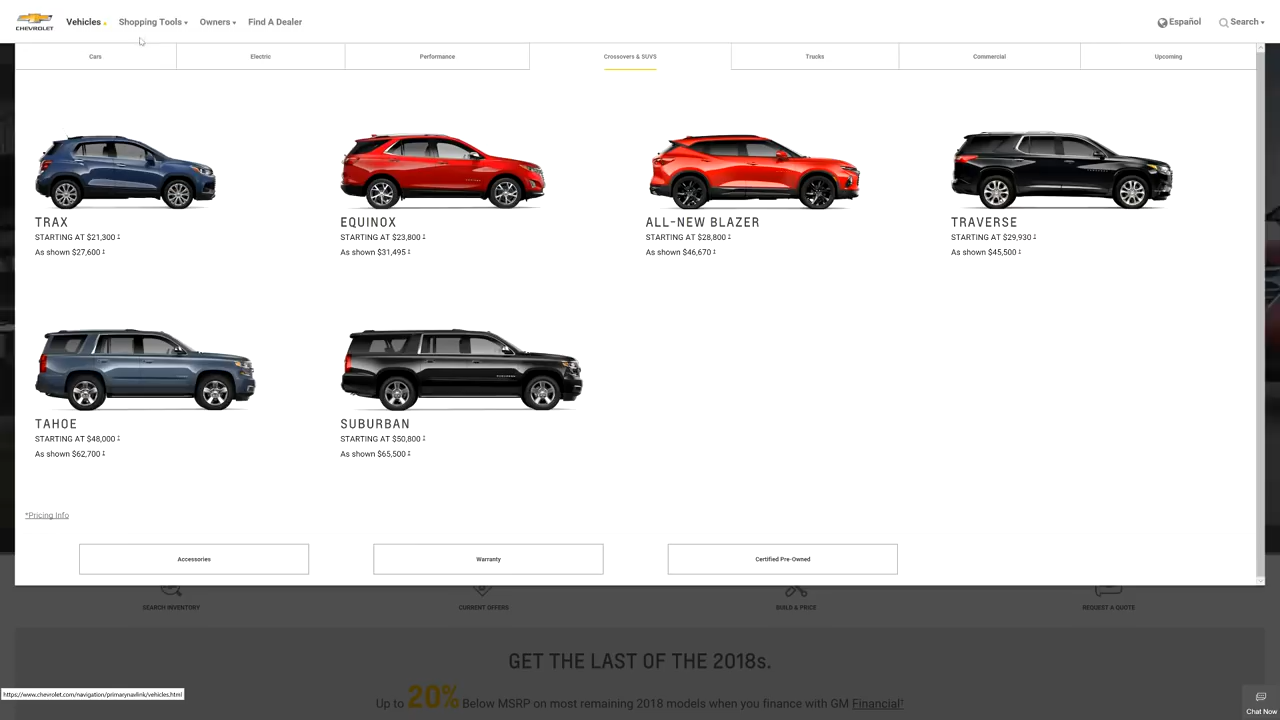 CHEVROLET
Vehicles
Shopping Tools
Owners
Find A Dealer
Español
Search
Cars
Electric
Performance
Crossovers & SUVS
Trucks
Commercial
Upcoming
TRAX
STARTING AT $21,300 ‡
As shown $27,600 ‡
EQUINOX
STARTING AT $23,800 ‡
As shown $31,495 ‡
ALL-NEW BLAZER
STARTING AT $28,800 ‡
As shown $46,670 ‡
TRAVERSE
STARTING AT $29,930 ‡
As shown $45,500 ‡
TAHOE
STARTING AT $48,000 ‡
As shown $62,700 ‡
SUBURBAN
STARTING AT $50,800 ‡
As shown $65,500 ‡
*Pricing Info
Accessories
Warranty
Certified Pre-Owned
SEARCH INVENTORY
CURRENT OFFERS
BUILD & PRICE
REQUEST A QUOTE
GET THE LAST OF THE 2018s.
Up to 20% Below MSRP on most remaining 2018 models when you finance with GM Financial†
https://www.chevrolet.com/navigation/primarynavlink/vehicles.html
Chat Now